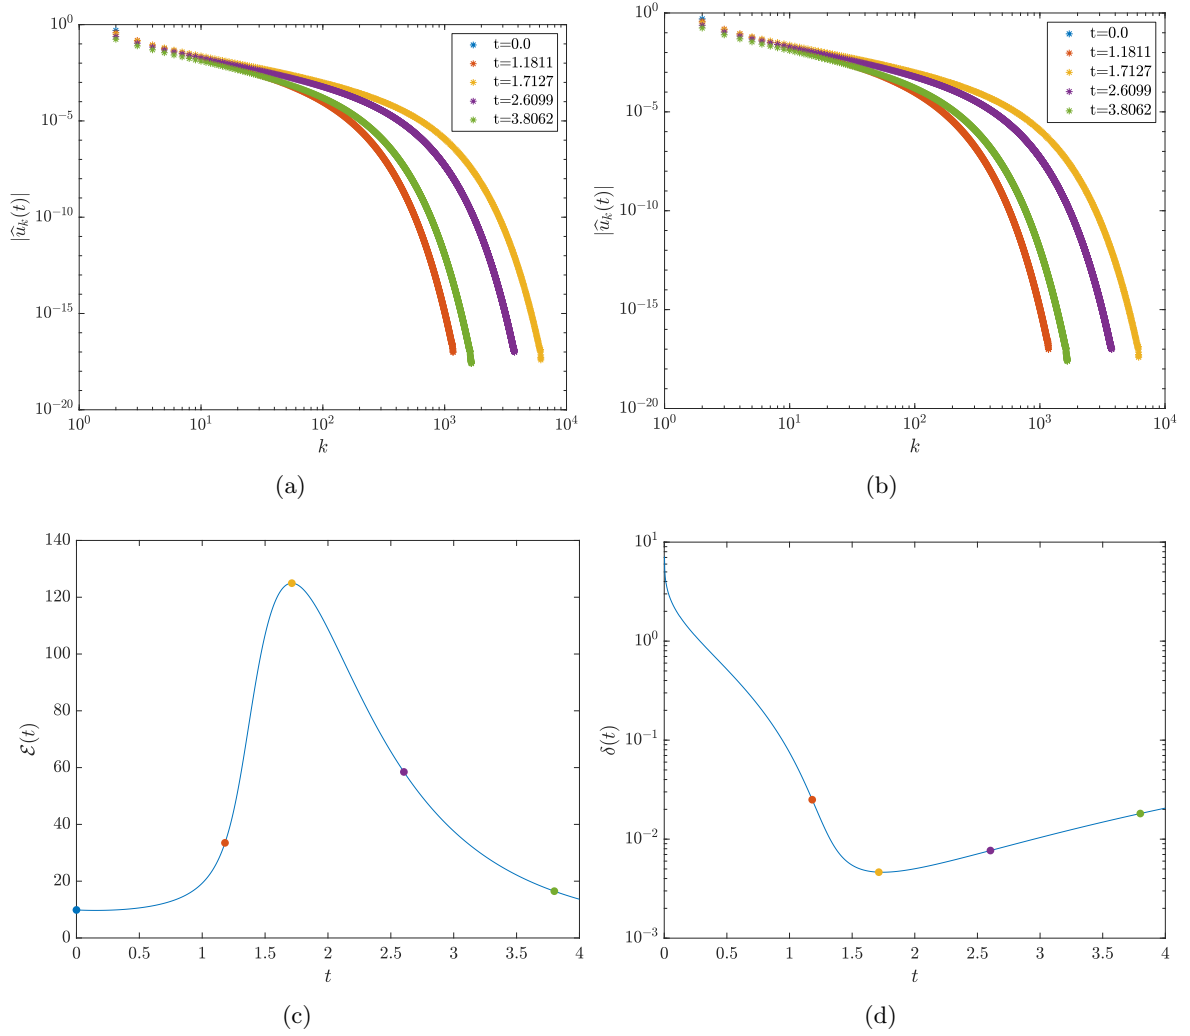 10^0
10^-5
10^-10
10^-15
10^-20
|û_k(t)|
t=0.0
t=1.1811
t=1.7127
t=2.6099
t=3.8062
10^0 10^1 10^2 10^3 10^4
k
(a)
10^0
10^-5
10^-10
10^-15
10^-20
|û_k(t)|
t=0.0
t=1.1811
t=1.7127
t=2.6099
t=3.8062
10^0 10^1 10^2 10^3 10^4
k
(b)
140
120
100
80
60
40
20
0
ℰ(t)
0 0.5 1 1.5 2 2.5 3 3.5 4
t
(c)
10^1
10^0
10^-1
10^-2
10^-3
δ(t)
0 0.5 1 1.5 2 2.5 3 3.5 4
t
(d)